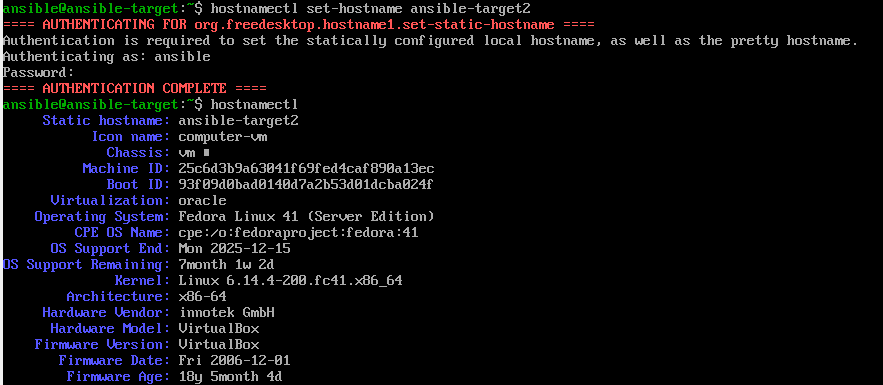 ansible@ansible-target:~$ hostnamectl set-hostname ansible-target2
==== AUTHENTICATING FOR org.freedesktop.hostname1.set-static-hostname ====
Authentication is required to set the statically configured local hostname, as well as the pretty hostname.
Authenticating as: ansible
Password:
==== AUTHENTICATION COMPLETE ====
ansible@ansible-target:~$ hostnamectl
Static hostname: ansible-target2
Icon name: computer-vm
Chassis: vm
Machine ID: 25c6d3b9a63041f69fed4caf890a13ec
Boot ID: 93f09d0bad0140d7a2b53d01dcba024f
Virtualization: oracle
Operating System: Fedora Linux 41 (Server Edition)
CPE OS Name: cpe:/o:fedoraproject:fedora:41
OS Support End: Mon 2025-12-15
OS Support Remaining: 7month 1w 2d
Kernel: Linux 6.14.4-200.fc41.x86_64
Architecture: x86-64
Hardware Vendor: innotek GmbH
Hardware Model: VirtualBox
Firmware Version: VirtualBox
Firmware Date: Fri 2006-12-01
Firmware Age: 18y 5month 4d